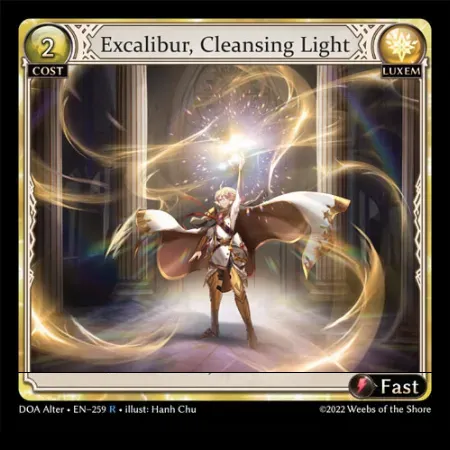 2 Excalibur, Cleansing Light
COST LUXEM
Fast
DOA Alter • EN-259 R • illust: Hanh Chu ©2022 Weebs of the Shore